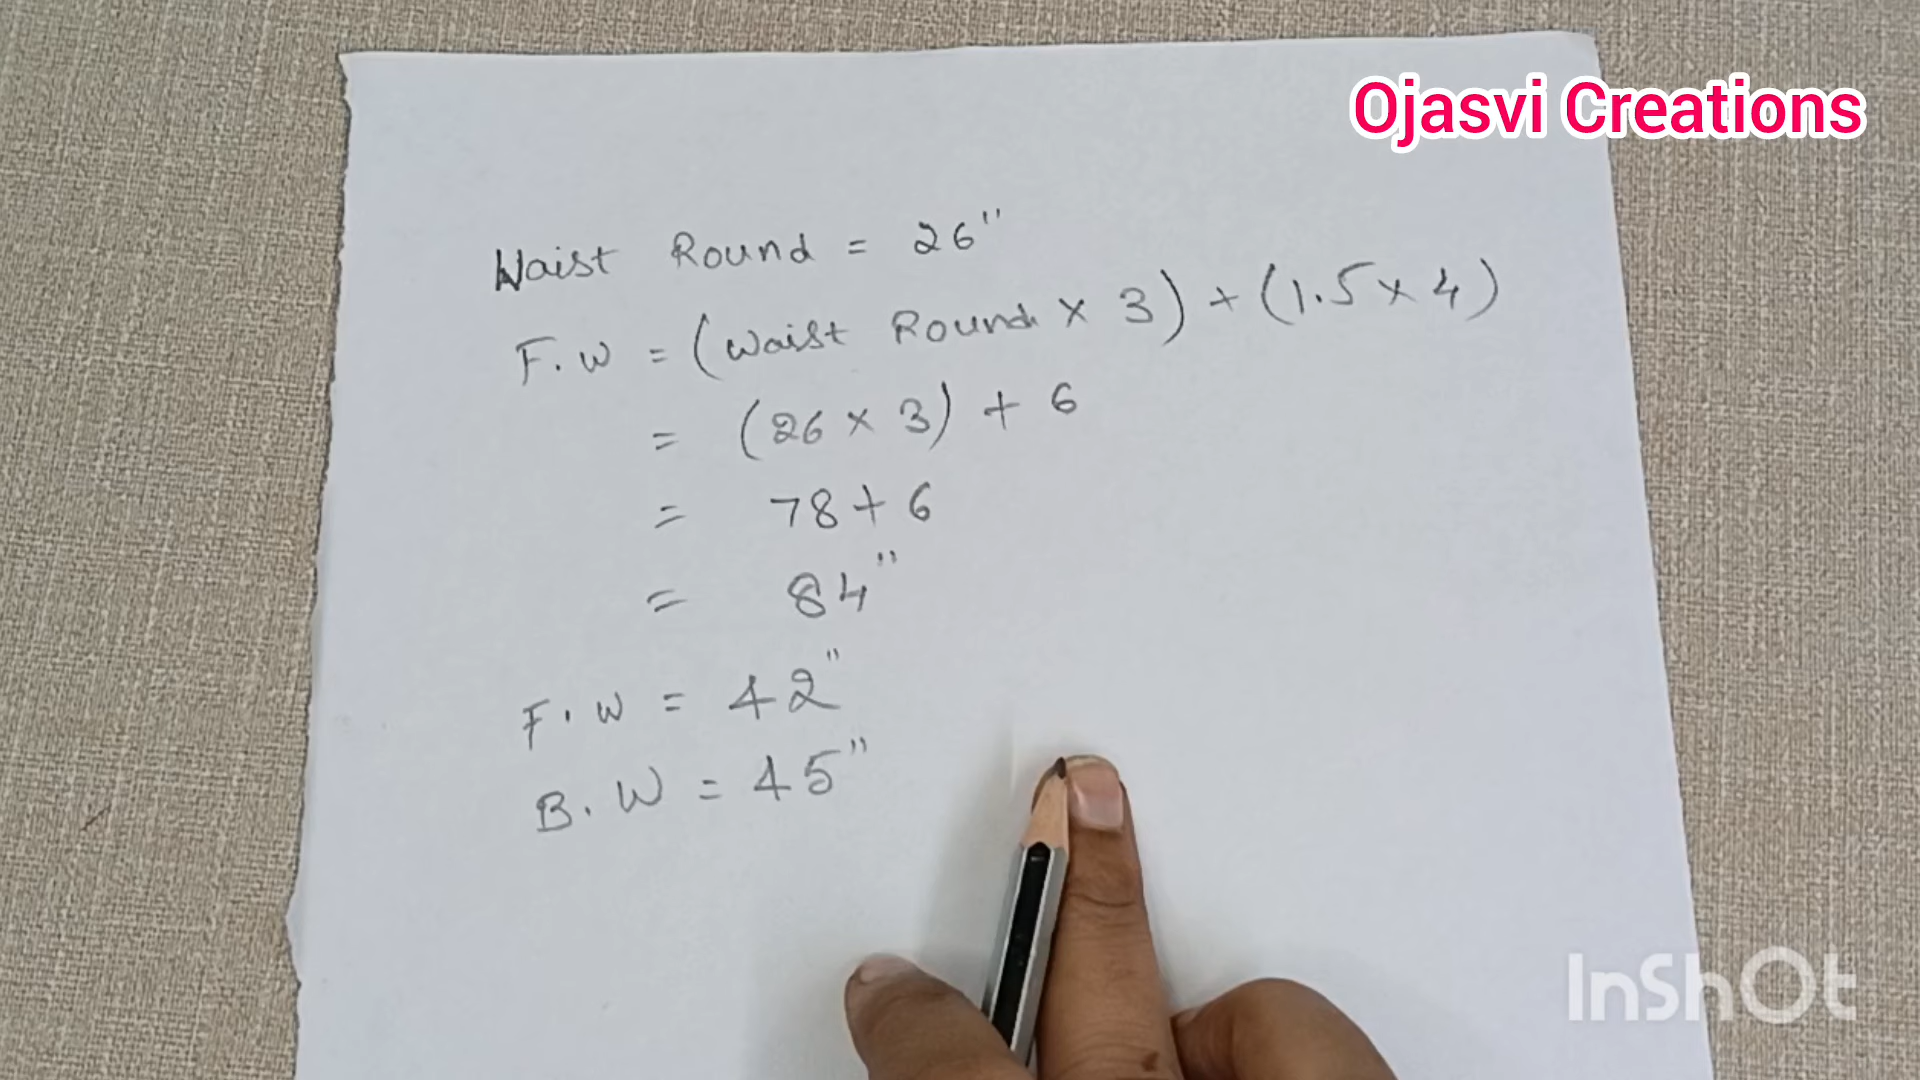 Ojasvi Creations
Waist Round = 26"
F.W = (Waist Round × 3) + (1.5 × 4)
= (26 × 3) + 6
= 78 + 6
= 84"
F.W = 42"
B.W = 45"
InShOt